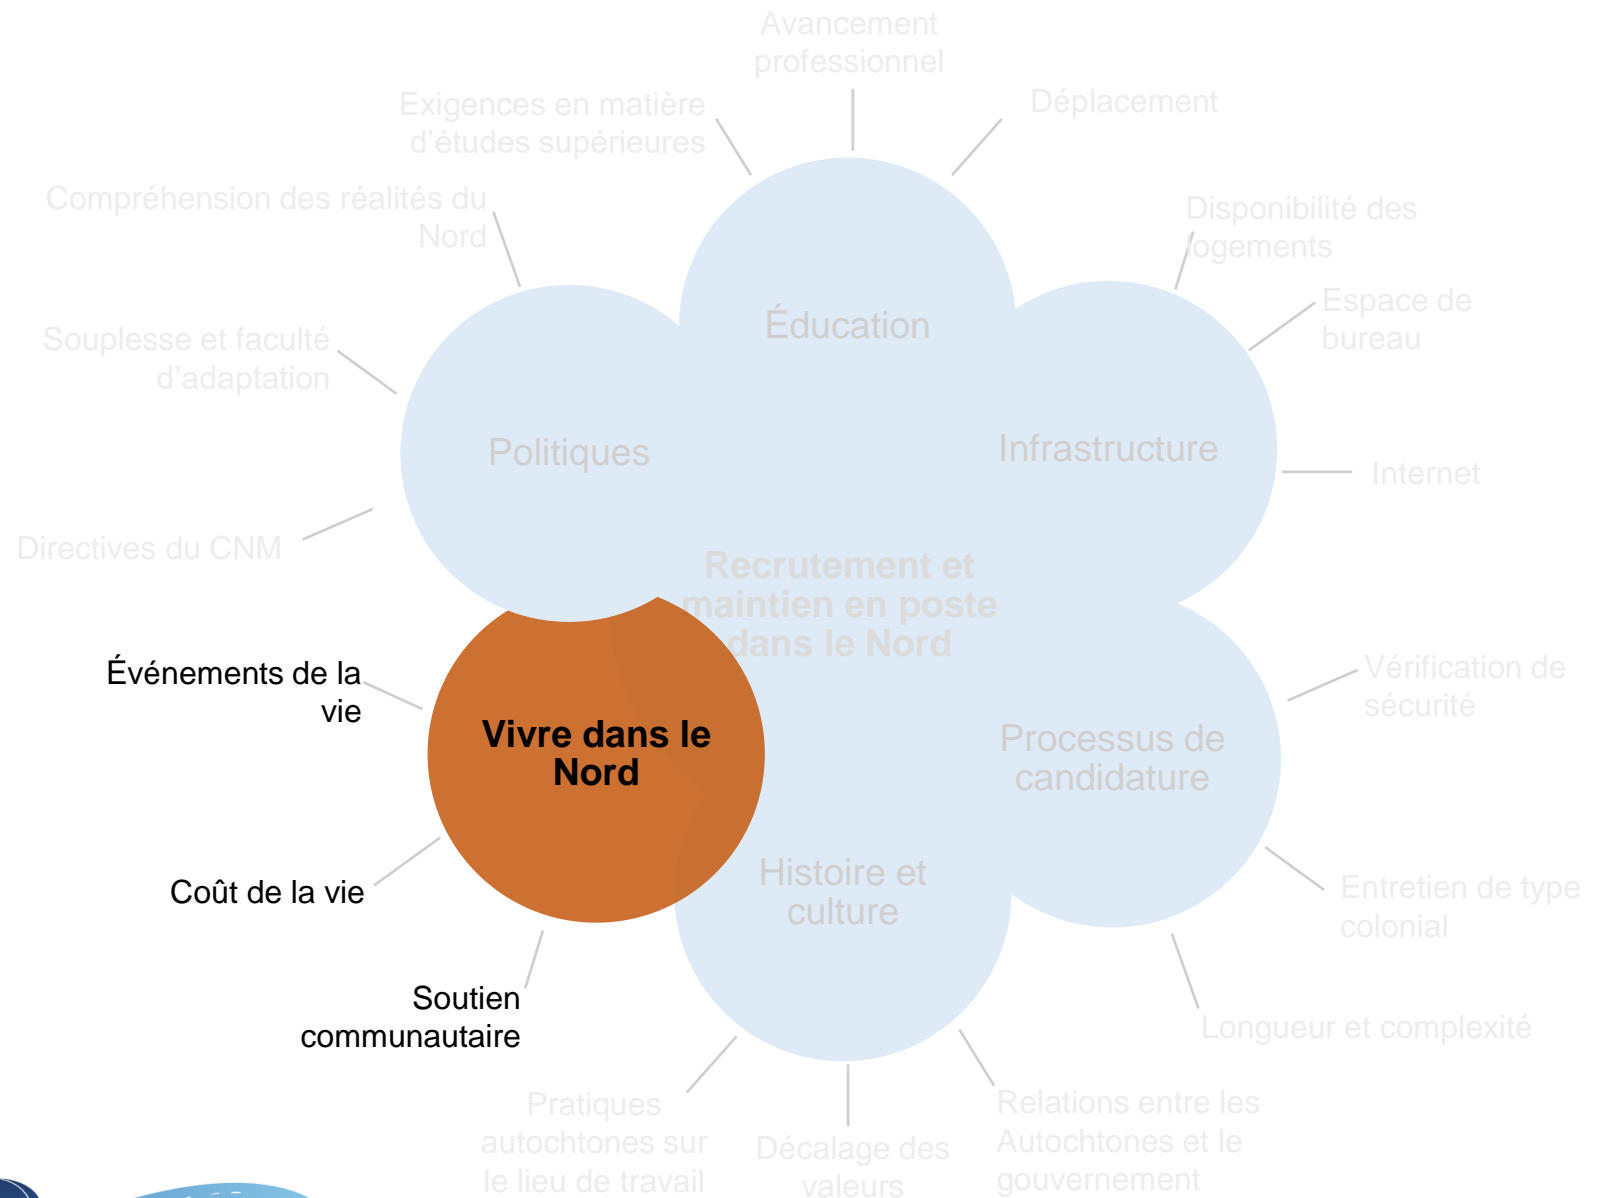 Avancement
professionnel
Exigences en matière
d'études supérieures
Déplacement
Compréhension des réalités du
Nord
Disponibilité des
logements
Espace de
bureau
Éducation
Souplesse et faculté
d'adaptation
Politiques
Infrastructure
Internet
Directives du CNM
Recrutement et
maintien en poste
dans le Nord
Événements de la
vie
Vivre dans le
Nord
Vérification de
sécurité
Processus de
candidature
Coût de la vie
Histoire et
culture
Entretien de type
colonial
Soutien
communautaire
Longueur et complexité
Pratiques
autochtones sur
le lieu de travail
Décalage des
valeurs
Relations entre les
Autochtones et le
gouvernement